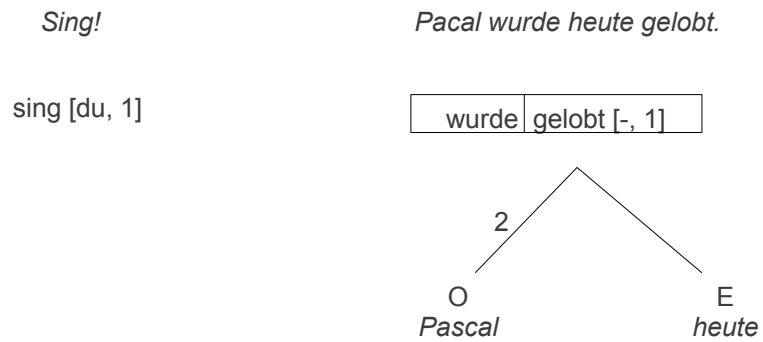 Sing!
Pacal wurde heute gelobt.
sing [du, 1]
wurde gelobt [-, 1]
2
O E
Pascal heute